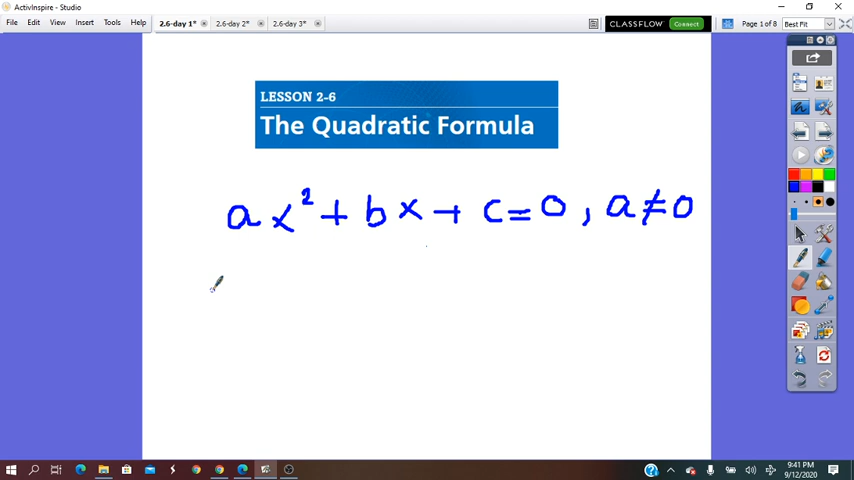 ActivInspire - Studio
File Edit View Insert Tools Help
2.6-day 1* 2.6-day 2* 2.6-day 3*
CLASSFLOW Connect
Page 1 of 8 Best Fit
LESSON 2-6
The Quadratic Formula
ax² + bx + c = 0, a ≠ 0
9:41 PM
9/12/2020